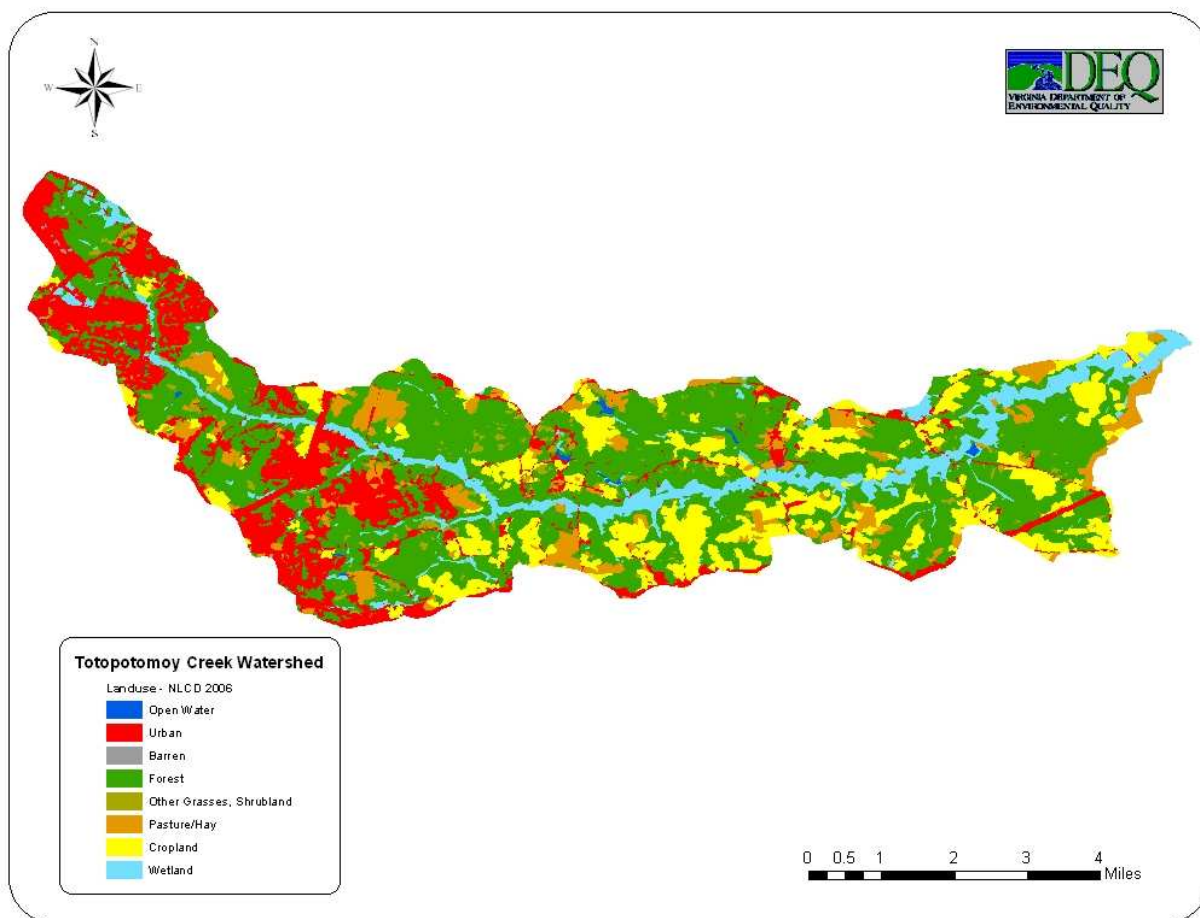 N
W E
S
DEQ
VIRGINIA DEPARTMENT OF
ENVIRONMENTAL QUALITY
Totopotomoy Creek Watershed
Landuse - NLCD 2006
Open Water
Urban
Barren
Forest
Other Grasses, Shrubland
Pasture/Hay
Cropland
Wetland
0 0.5 1 2 3 4
Miles